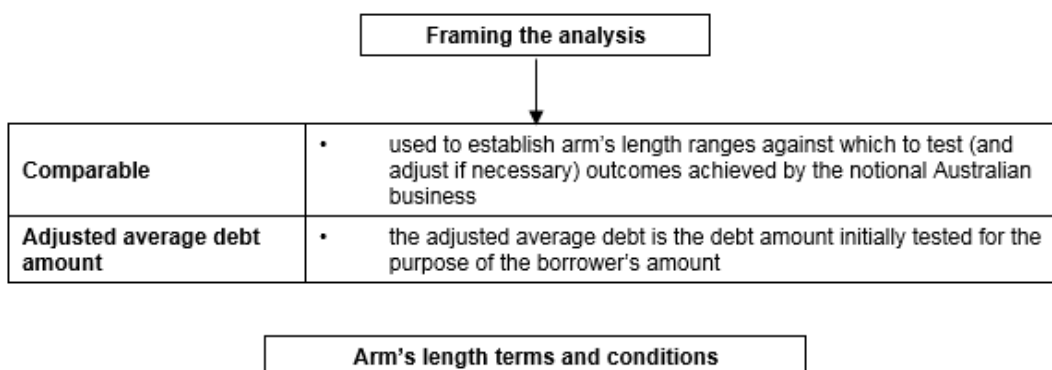 Framing the analysis
Comparable
• used to establish arm's length ranges against which to test (and
adjust if necessary) outcomes achieved by the notional Australian
business
Adjusted average debt
amount
• the adjusted average debt is the debt amount initially tested for the
purpose of the borrower's amount
Arm's length terms and conditions